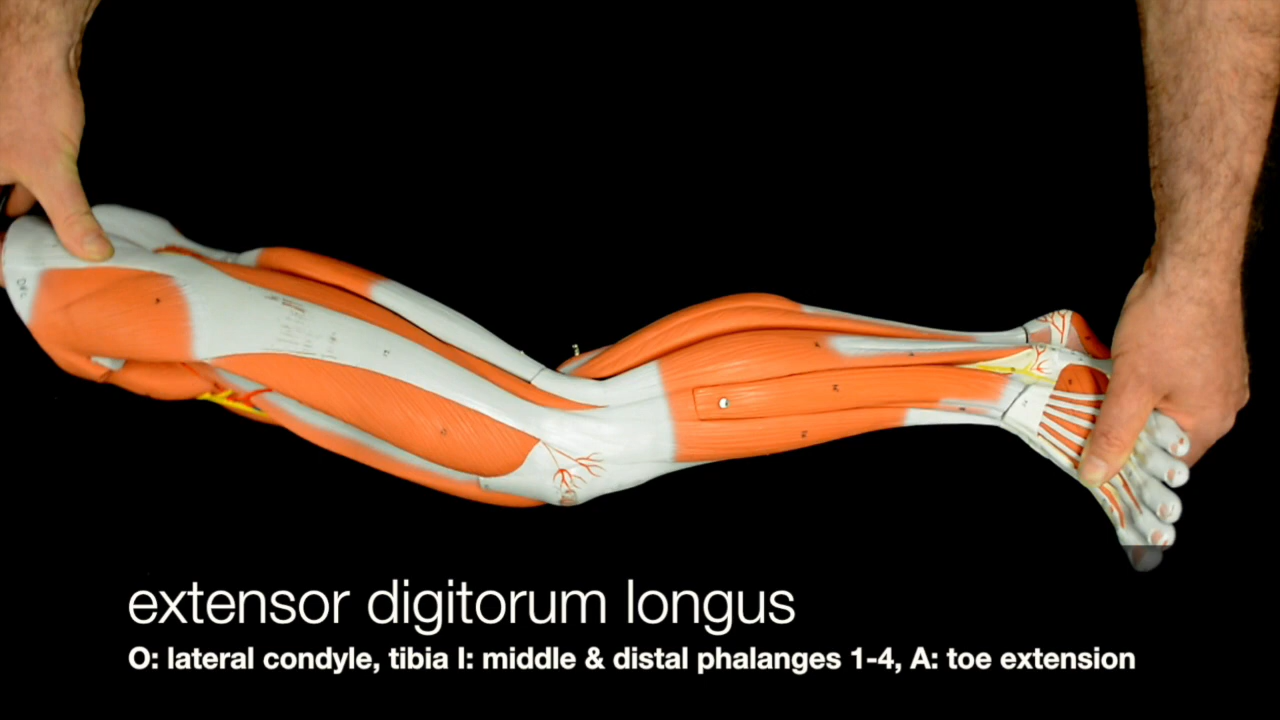 extensor digitorum longus
O: lateral condyle, tibia I: middle & distal phalanges 1-4, A: toe extension